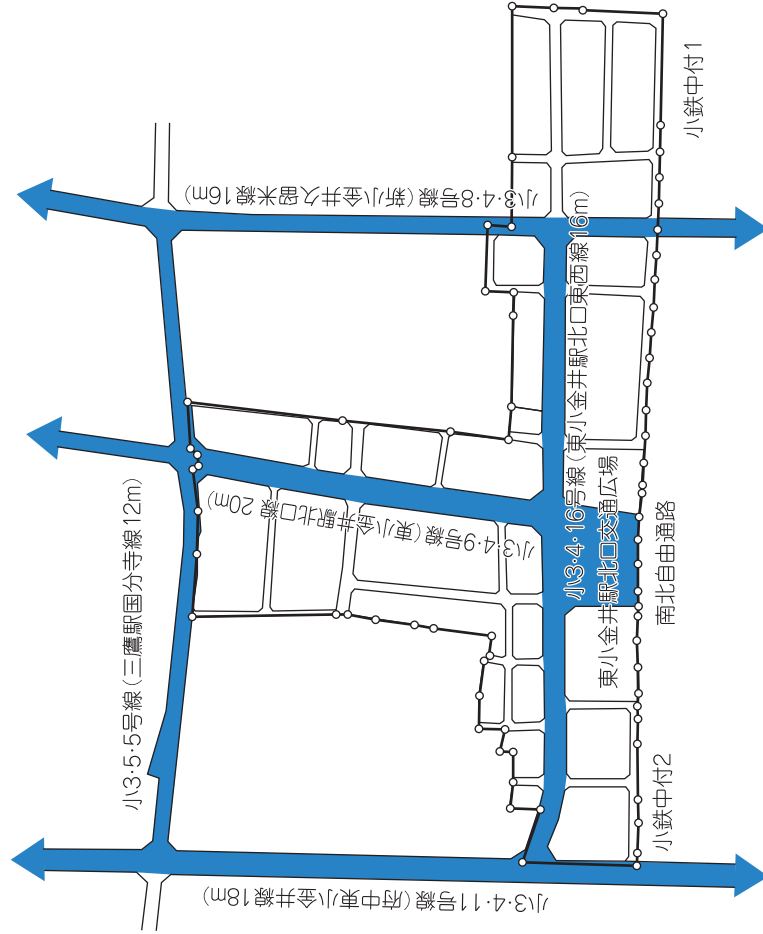 小鉄中付1
小3・4・8号線（新小金井久留米線16m）
小3・4・16号線（東小金井駅北口東西線16m）
小3・4・9号線（東小金井駅北口線 20m）
東小金井駅北口交通広場
南北自由通路
小3・5・5号線（三鷹駅国分寺線12m）
小鉄中付2
小3・4・11号線（府中東小金井線18m）